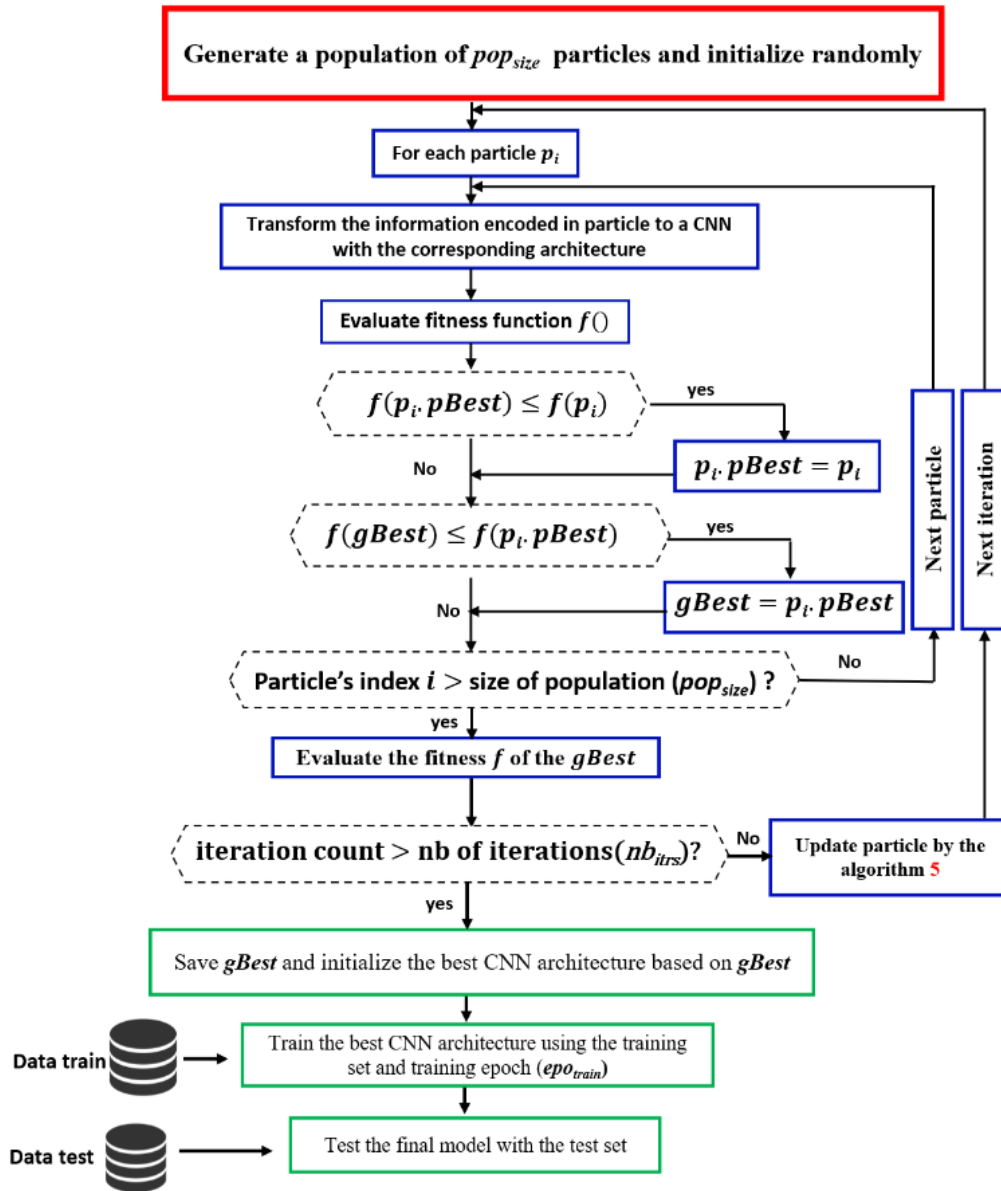 Generate a population of pop_size particles and initialize randomly
For each particle p_i
Transform the information encoded in particle to a CNN
with the corresponding architecture
Evaluate fitness function f()
f(p_i.pBest) ≤ f(p_i)
yes
No
p_i.pBest = p_i
f(gBest) ≤ f(p_i.pBest)
yes
No
gBest = p_i.pBest
Next particle
Next iteration
Particle's index i > size of population (pop_size) ?
No
yes
Evaluate the fitness f of the gBest
iteration count > nb of iterations(nb_itrs)?
No
Update particle by the
algorithm 5
yes
Save gBest and initialize the best CNN architecture based on gBest
Data train
Train the best CNN architecture using the training
set and training epoch (epo_train)
Data test
Test the final model with the test set